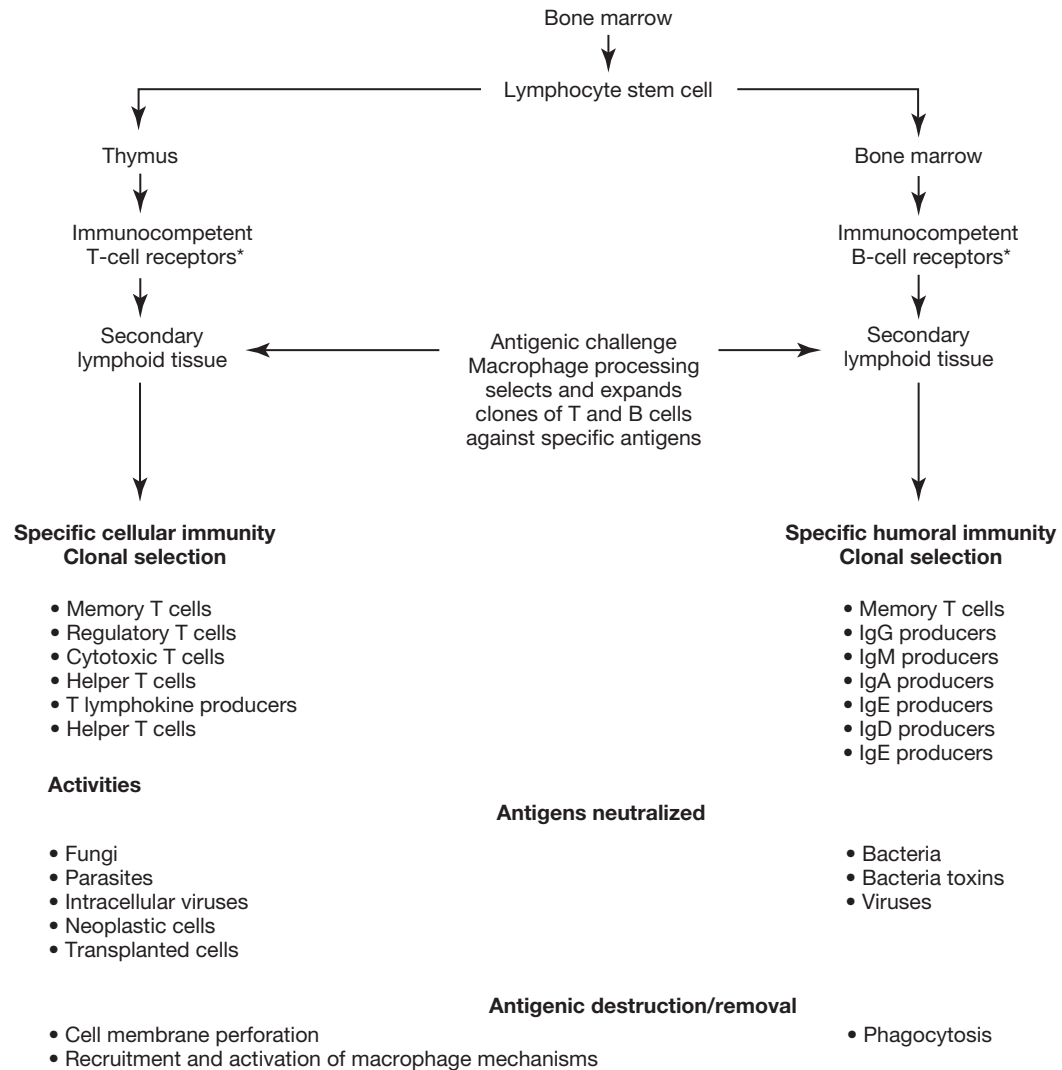 Bone marrow
Lymphocyte stem cell
Thymus
Bone marrow
Immunocompetent
T-cell receptors*
Immunocompetent
B-cell receptors*
Secondary
lymphoid tissue
Antigenic challenge
Macrophage processing
selects and expands
clones of T and B cells
against specific antigens
Secondary
lymphoid tissue
Specific cellular immunity
Clonal selection
• Memory T cells
• Regulatory T cells
• Cytotoxic T cells
• Helper T cells
• T lymphokine producers
• Helper T cells
Specific humoral immunity
Clonal selection
• Memory T cells
• IgG producers
• IgM producers
• IgA producers
• IgE producers
• IgD producers
• IgE producers
Activities
Antigens neutralized
• Fungi
• Parasites
• Intracellular viruses
• Neoplastic cells
• Transplanted cells
• Bacteria
• Bacteria toxins
• Viruses
Antigenic destruction/removal
• Cell membrane perforation
• Recruitment and activation of macrophage mechanisms
• Phagocytosis